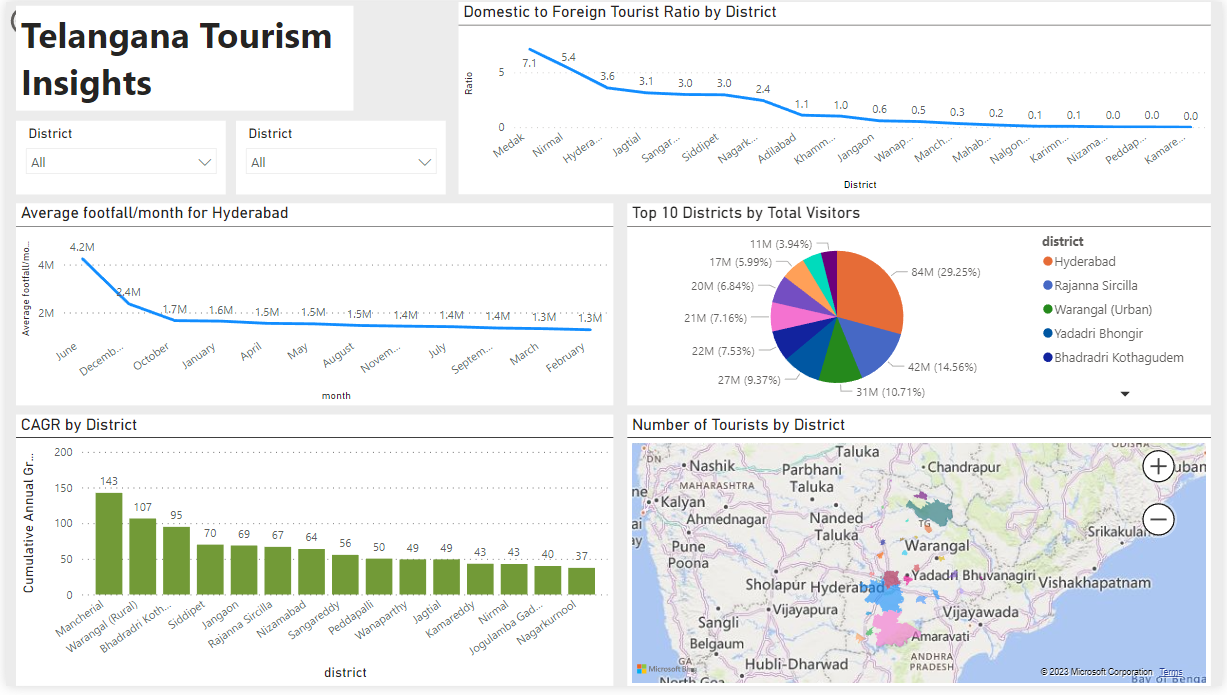 Telangana Tourism
Insights
District
All
District
All
Domestic to Foreign Tourist Ratio by District
Ratio
5
0
7.1
5.4
3.6
3.1
3.0
3.0
2.4
1.1
1.0
0.6
0.5
0.3
0.2
0.1
0.1
0.0
0.0
0.0
Medak
Nirmal
Hydera...
Jagtial
Sangar...
Siddipet
Nagark...
Adilabad
Khamm...
Jangaon
Wanap...
Manch...
Mahab...
Nalgon...
Karimn...
Nizama...
Peddap...
Kamare...
District
Average footfall/month for Hyderabad
Average footfall/mo...
4M
2M
4.2M
2.4M
1.7M
1.6M
1.5M
1.5M
1.5M
1.4M
1.4M
1.4M
1.3M
1.3M
June
Decemb...
October
January
April
May
August
Novem...
July
Septem...
March
February
month
Top 10 Districts by Total Visitors
11M (3.94%)
17M (5.99%)
20M (6.84%)
21M (7.16%)
22M (7.53%)
27M (9.37%)
31M (10.71%)
42M (14.56%)
84M (29.25%)
district
Hyderabad
Rajanna Sircilla
Warangal (Urban)
Yadadri Bhongir
Bhadradri Kothagudem
CAGR by District
Cumulative Annual Gr...
200
150
100
50
0
143
107
95
70
69
67
64
56
50
49
49
43
43
40
37
Mancherial
Warangal (Rural)
Bhadradri Koth...
Siddipet
Jangaon
Rajanna Sircilla
Nizamabad
Sangareddy
Peddapalli
Wanaparthy
Jagtial
Kamareddy
Nirmal
Jogulamba Gad...
Nagarkurnool
district
Number of Tourists by District
DN
Nashik
MAHARASHTRA
Kalyan
Ahmednagar
Pune
Poona
Parbhani
Taluka
Taluka
Nanded
Taluka
Chandrapur
ODISHA
uban
ne
ai
ay
TG
Warangal
Srikakulam
Sholapur
Hyderabad
Yadadri Bhuvanagiri
Vishakhapatnam
Vijayapura
Vijayawada
Sangli
Belgaum
Amaravati
GA
Hubli-Dharwad
ANDHRA
PRADESH
North Goa
Microsoft Bing
© 2023 Microsoft Corporation
Terms
Bay of Benga